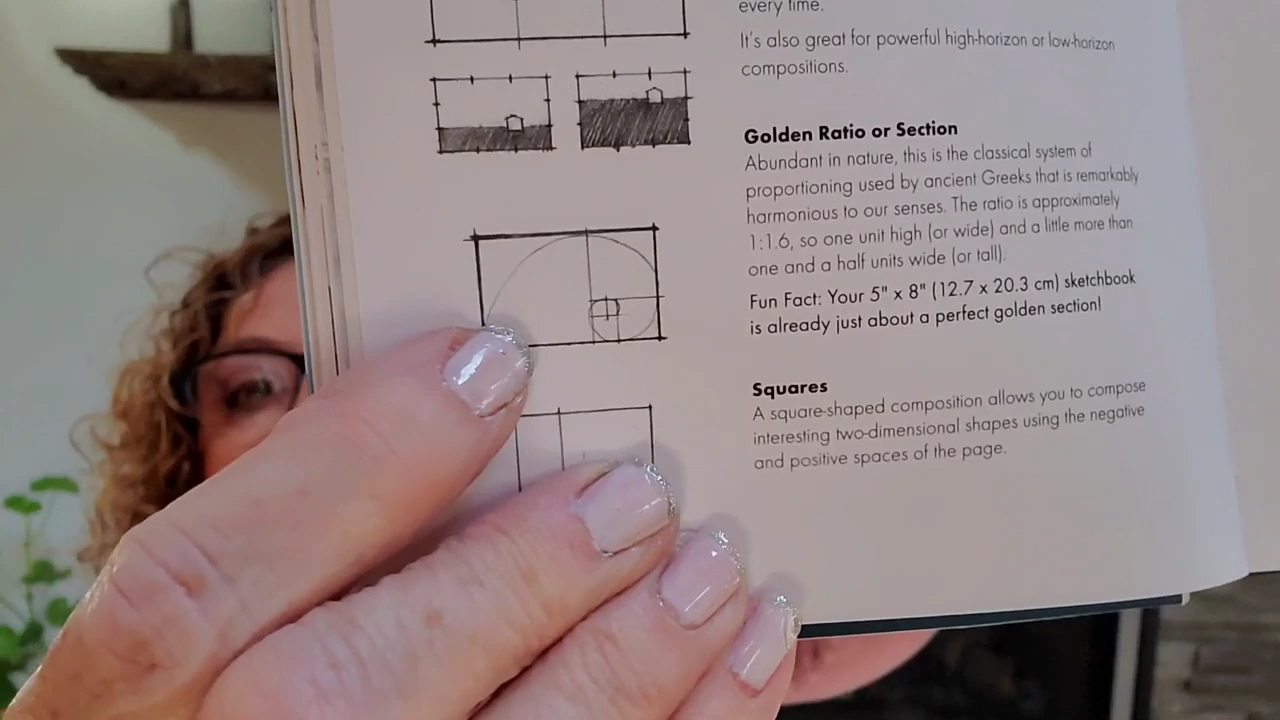 every time.
It's also great for powerful high-horizon or low-horizon
compositions.
Golden Ratio or Section
Abundant in nature, this is the classical system of
proportioning used by ancient Greeks that is remarkably
harmonious to our senses. The ratio is approximately
1:1.6, so one unit high (or wide) and a little more than
one and a half units wide (or tall).
Fun Fact: Your 5" x 8" (12.7 x 20.3 cm) sketchbook
is already just about a perfect golden section!
Squares
A square-shaped composition allows you to compose
interesting two-dimensional shapes using the negative
and positive spaces of the page.